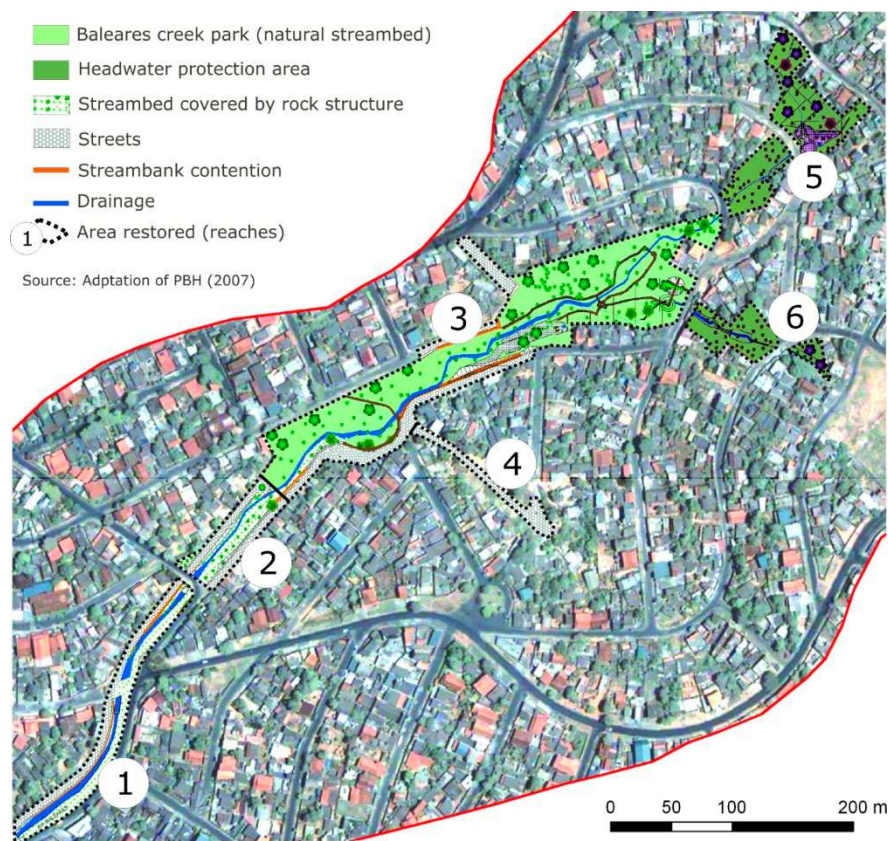 Baleares creek park (natural streambed)
Headwater protection area
Streambed covered by rock structure
Streets
Streambank contention
Drainage
1 Area restored (reaches)
Source: Adptation of PBH (2007)
5
3
6
4
2
1
0 50 100 200 m